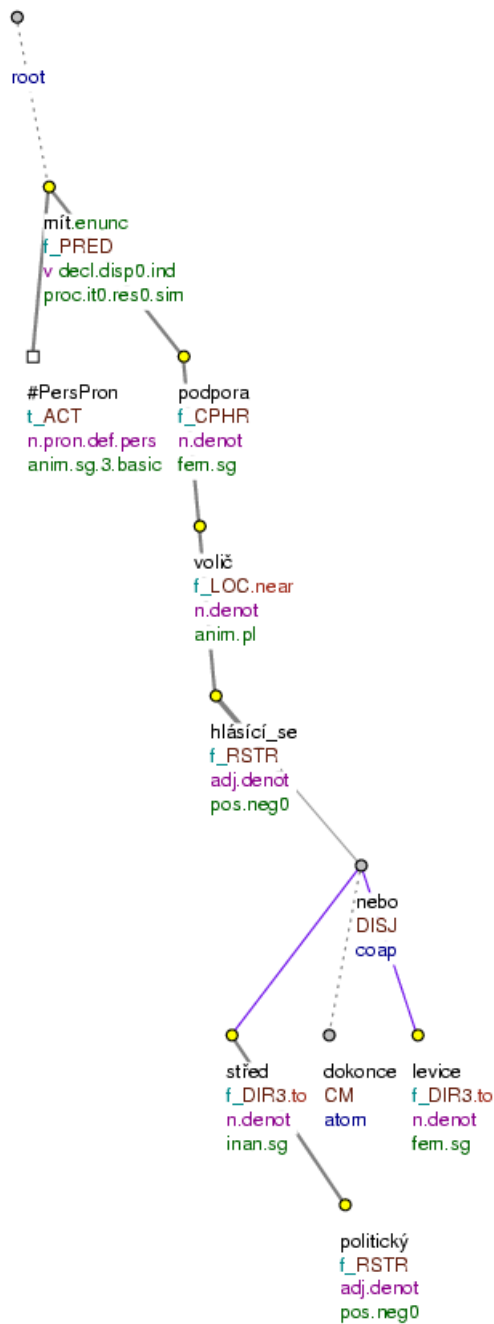 root
mít.enunc
f_PRED
v decl.disp0.ind
proc.it0.res0.sim
#PersPron
t_ACT
n.pron.def.pers
anim.sg.3.basic
podpora
f_CPHR
n.denot
fem.sg
volič
f_LOC.near
n.denot
anim.pl
hlásící_se
f_RSTR
adj.denot
pos.neg0
nebo
DISJ
coap
střed
f_DIR3.to
n.denot
inan.sg
dokonce
CM
atom
levice
f_DIR3.to
n.denot
fem.sg
politický
f_RSTR
adj.denot
pos.neg0